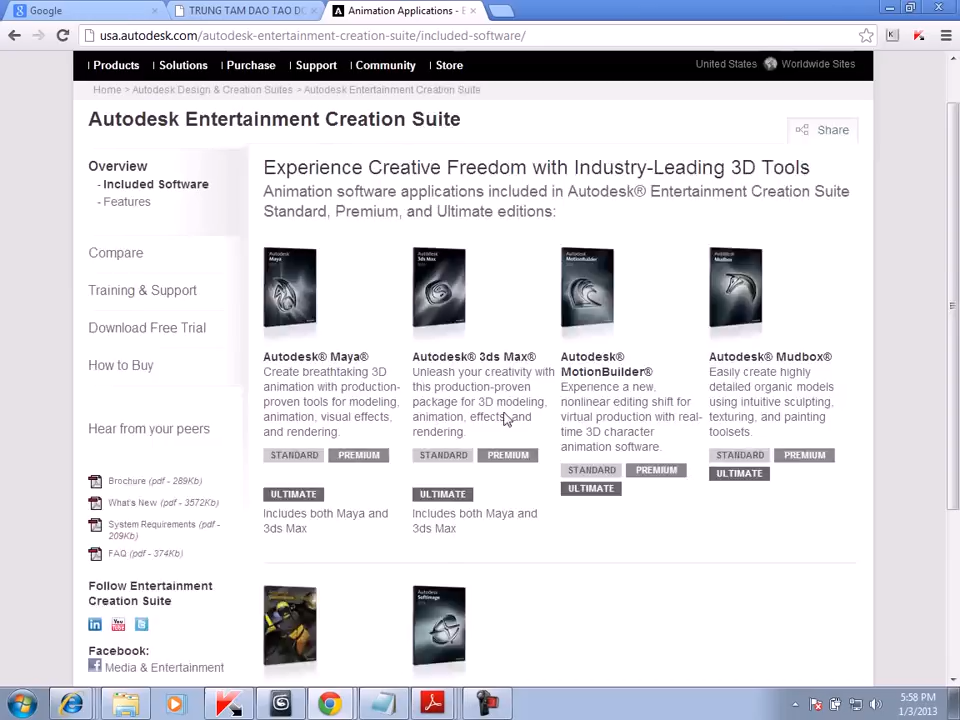 Google
TRUNG TAM DAO TAO DO
Animation Applications - E
usa.autodesk.com/autodesk-entertainment-creation-suite/included-software/
Products
Solutions
Purchase
Support
Community
Store
United States
Worldwide Sites
Home > Autodesk Design & Creation Suites > Autodesk Entertainment Creation Suite
Autodesk Entertainment Creation Suite
Share
Overview
- Included Software
- Features
Compare
Training & Support
Download Free Trial
How to Buy
Hear from your peers
Brochure (pdf - 289Kb)
What's New (pdf - 3572Kb)
System Requirements (pdf -
209Kb)
FAQ (pdf - 374Kb)
Follow Entertainment
Creation Suite
Facebook:
Media & Entertainment
Experience Creative Freedom with Industry-Leading 3D Tools
Animation software applications included in Autodesk® Entertainment Creation Suite
Standard, Premium, and Ultimate editions:
Autodesk® Maya®
Create breathtaking 3D
animation with production-
proven tools for modeling,
animation, visual effects,
and rendering.
STANDARD PREMIUM
ULTIMATE
Includes both Maya and
3ds Max
Autodesk® 3ds Max®
Unleash your creativity with
this production-proven
package for 3D modeling,
animation, effects, and
rendering.
STANDARD PREMIUM
ULTIMATE
Includes both Maya and
3ds Max
Autodesk®
MotionBuilder®
Experience a new,
nonlinear editing shift for
virtual production with real-
time 3D character
animation software.
STANDARD PREMIUM
ULTIMATE
Autodesk® Mudbox®
Easily create highly
detailed organic models
using intuitive sculpting,
texturing, and painting
toolsets.
STANDARD PREMIUM
ULTIMATE
5:58 PM
1/3/2013